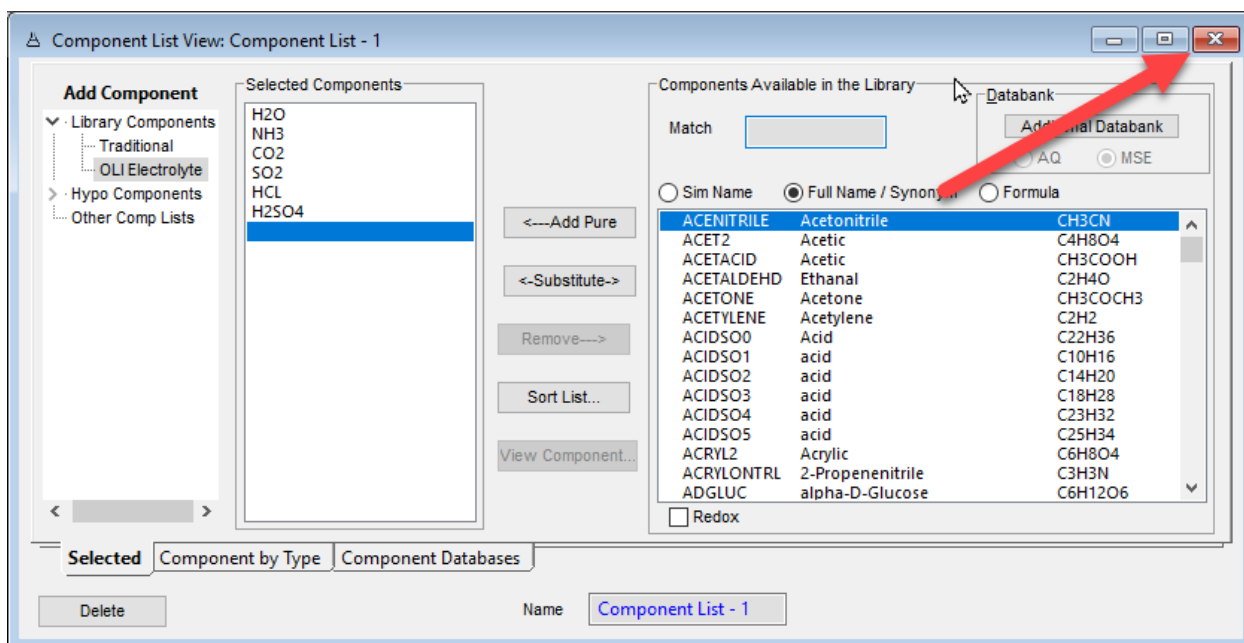 Component List View: Component List - 1
Add Component
Library Components
Traditional
OLI Electrolyte
Hypo Components
Other Comp Lists
Selected Components
H2O
NH3
CO2
SO2
HCL
H2SO4
<---Add Pure
<-Substitute->
Remove--->
Sort List...
View Component...
Components Available in the Library
Match
Databank
Databank
AQ MSE
Sim Name Full Name / Formula
ACENITRILE Acetonitrile CH3CN
ACET2 Acetic C4H8O4
ACETACID Acetic CH3COOH
ACETALDEHD Ethanal C2H4O
ACETONE Acetone CH3COCH3
ACETYLENE Acetylene C2H2
ACIDSO0 Acid C22H36
ACIDSO1 acid C10H16
ACIDSO2 acid C14H20
ACIDSO3 acid C18H28
ACIDSO4 acid C23H32
ACIDSO5 acid C25H34
ACRYL2 Acrylic C6H8O4
ACRYLONTRL 2-Propenenitrile C3H3N
ADGLUC alpha-D-Glucose C6H12O6
Redox
Selected Component by Type Component Databases
Delete
Name Component List - 1